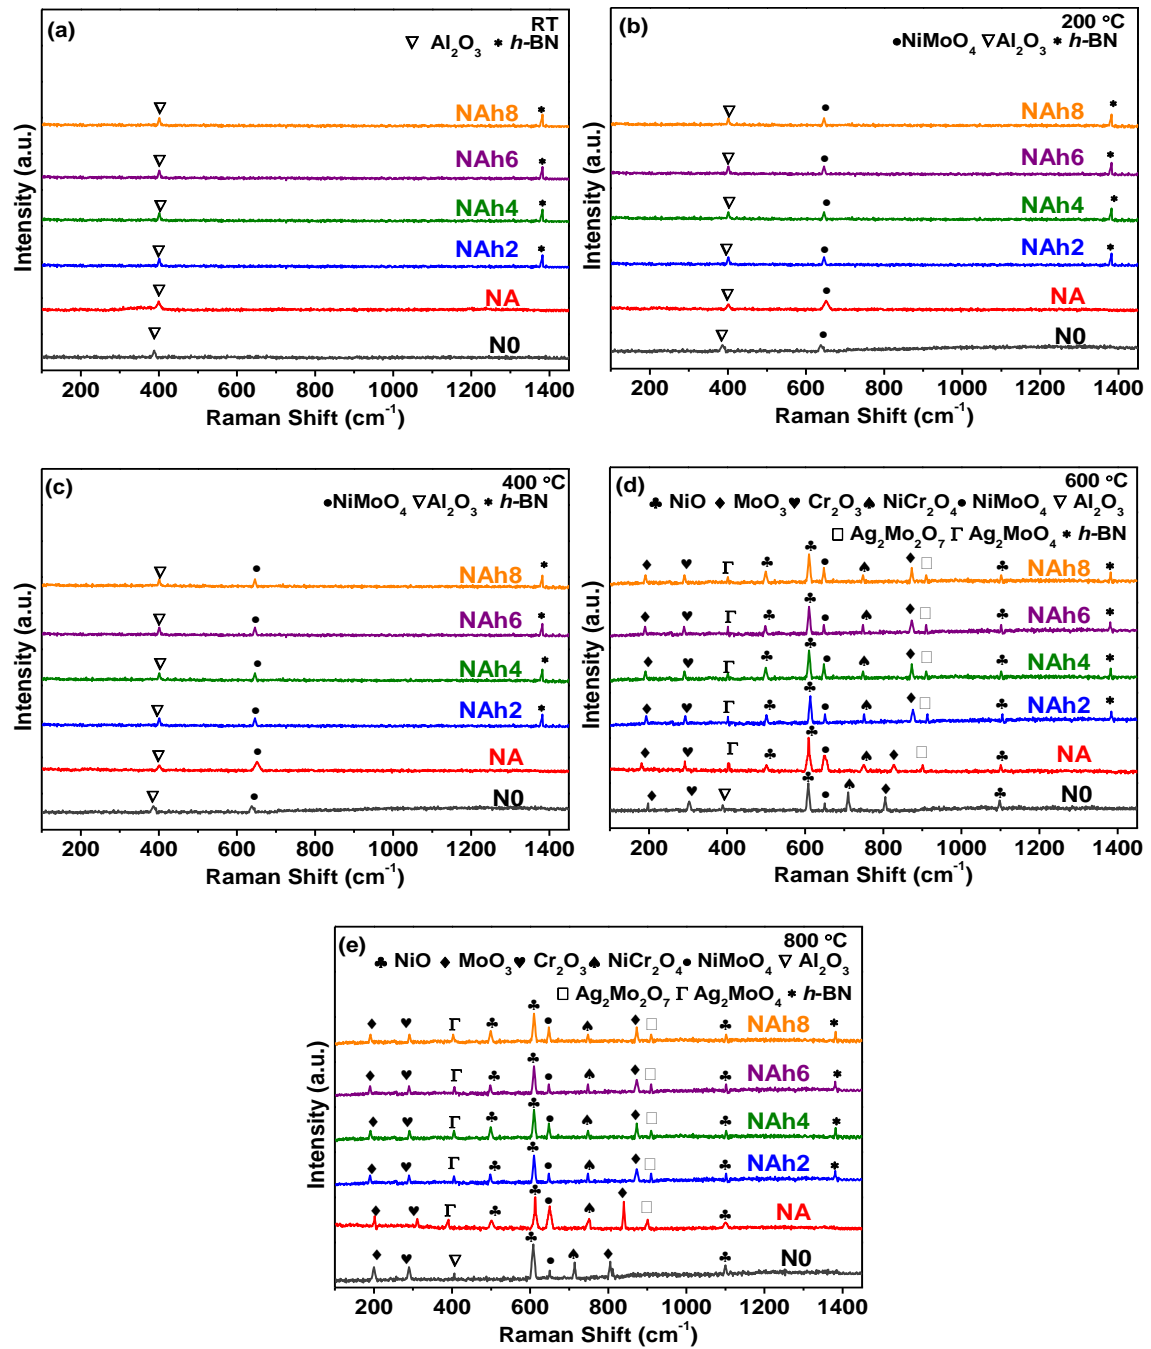 (a) RT
▽ Al₂O₃ * h-BN
NAh8
NAh6
NAh4
NAh2
NA
N0
Intensity (a.u.)
200 400 600 800 1000 1200 1400
Raman Shift (cm⁻¹)
(b) 200 °C
●NiMoO₄ ▽Al₂O₃ * h-BN
NAh8
NAh6
NAh4
NAh2
NA
N0
Intensity (a.u.)
200 400 600 800 1000 1200 1400
Raman Shift (cm⁻¹)
(c) 400 °C
●NiMoO₄ ▽Al₂O₃ * h-BN
NAh8
NAh6
NAh4
NAh2
NA
N0
Intensity (a.u.)
200 400 600 800 1000 1200 1400
Raman Shift (cm⁻¹)
(d) 600 °C
♣ NiO ♦ MoO₃ ♥ Cr₂O₃ ♠ NiCr₂O₄ ● NiMoO₄ ▽ Al₂O₃
□ Ag₂Mo₂O₇ Γ Ag₂MoO₄ * h-BN
NAh8
NAh6
NAh4
NAh2
NA
N0
Intensity (a.u.)
200 400 600 800 1000 1200 1400
Raman Shift (cm⁻¹)
(e) 800 °C
♣ NiO ♦ MoO₃ ♥ Cr₂O₃ ♠ NiCr₂O₄ ● NiMoO₄ ▽ Al₂O₃
□ Ag₂Mo₂O₇ Γ Ag₂MoO₄ * h-BN
NAh8
NAh6
NAh4
NAh2
NA
N0
Intensity (a.u.)
200 400 600 800 1000 1200 1400
Raman Shift (cm⁻¹)